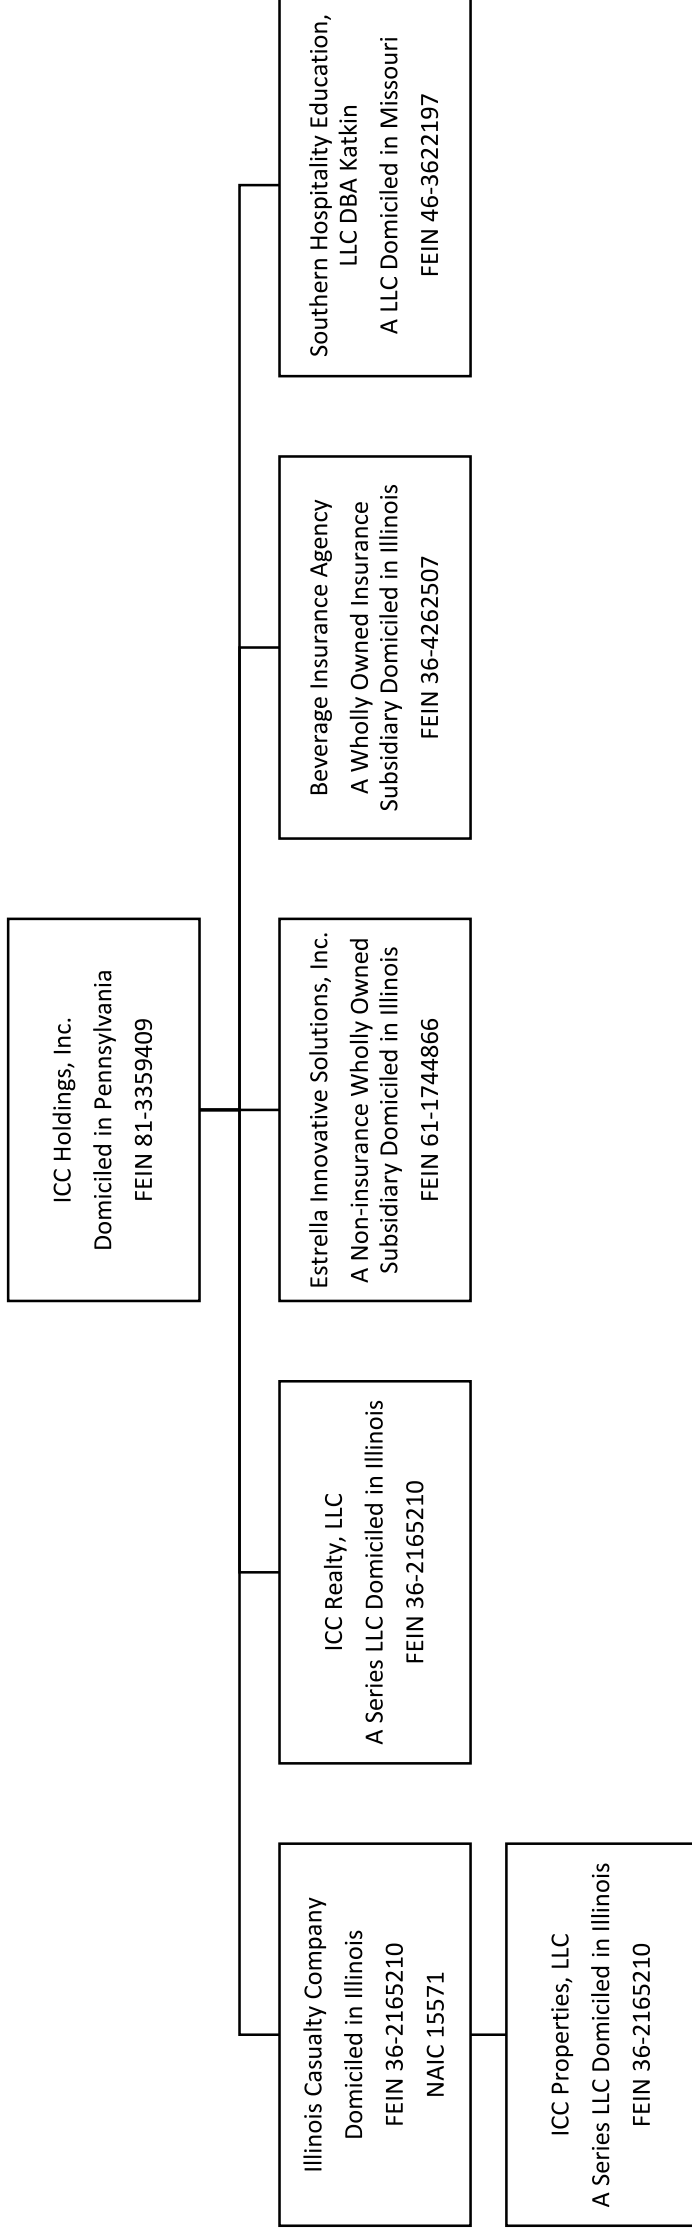 ICC Holdings, Inc.
Domiciled in Pennsylvania
FEIN 81-3359409
Illinois Casualty Company
Domiciled in Illinois
FEIN 36-2165210
NAIC 15571
ICC Realty, LLC
A Series LLC Domiciled in Illinois
FEIN 36-2165210
Estrella Innovative Solutions, Inc.
A Non-insurance Wholly Owned
Subsidiary Domiciled in Illinois
FEIN 61-1744866
Beverage Insurance Agency
A Wholly Owned Insurance
Subsidiary Domiciled in Illinois
FEIN 36-4262507
Southern Hospitality Education,
LLC DBA Katkin
A LLC Domiciled in Missouri
FEIN 46-3622197
ICC Properties, LLC
A Series LLC Domiciled in Illinois
FEIN 36-2165210